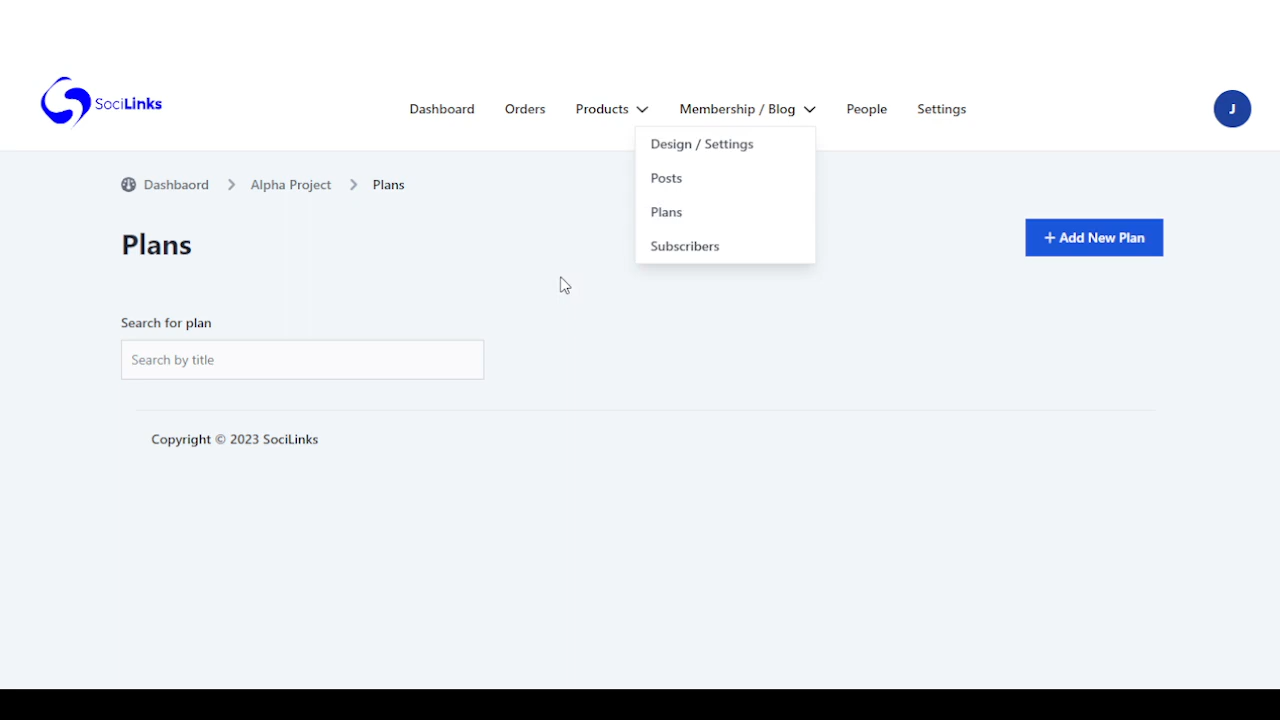 SociLinks
Dashboard Orders Products Membership / Blog People Settings J
Design / Settings
Posts
Plans
Subscribers
Dashbaord Alpha Project Plans
Plans
+ Add New Plan
Search for plan
Search by title
Copyright © 2023 SociLinks